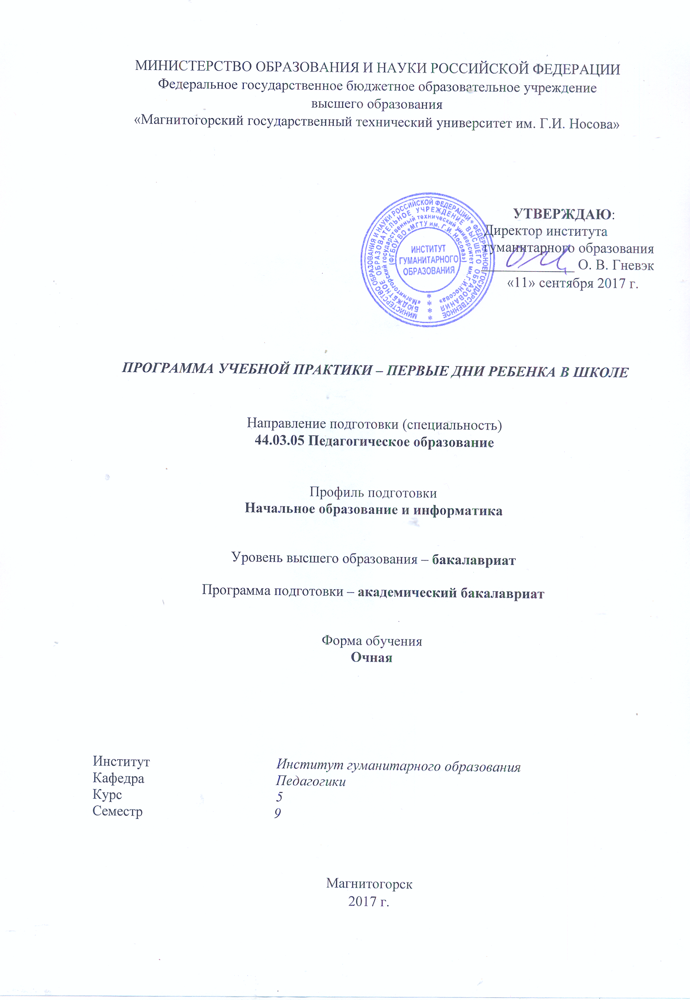 МИНИСТЕРСТВО ОБРАЗОВАНИЯ И НАУКИ РОССИЙСКОЙ ФЕДЕРАЦИИ
Федеральное государственное бюджетное образовательное учреждение
высшего образования
«Магнитогорский государственный технический университет им. Г.И. Носова»
УТВЕРЖДАЮ:
Директор института
гуманитарного образования
О. В. Гневэк
«11» сентября 2017 г.
МИНИСТЕРСТВО ОБРАЗОВАНИЯ И НАУКИ РОССИЙСКОЙ ФЕДЕРАЦИИ * ФЕДЕРАЛЬНОЕ ГОСУДАРСТВЕННОЕ
БЮДЖЕТНОЕ ОБРАЗОВАТЕЛЬНОЕ УЧРЕЖДЕНИЕ ВЫСШЕГО ОБРАЗОВАНИЯ
«Магнитогорский государственный технический университет им. Г.И. Носова»
(ФГБОУ ВО «МГТУ им. Г.И. Носова»)
ИНСТИТУТ
ГУМАНИТАРНОГО
ОБРАЗОВАНИЯ
ПРОГРАММА УЧЕБНОЙ ПРАКТИКИ – ПЕРВЫЕ ДНИ РЕБЕНКА В ШКОЛЕ
Направление подготовки (специальность)
44.03.05 Педагогическое образование
Профиль подготовки
Начальное образование и информатика
Уровень высшего образования – бакалавриат
Программа подготовки – академический бакалавриат
Форма обучения
Очная
Институт Институт гуманитарного образования
Кафедра Педагогики
Курс 5
Семестр 9
Магнитогорск
2017 г.